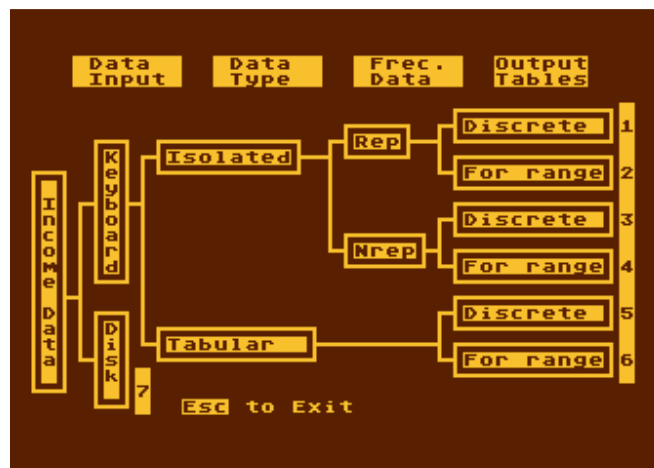 Data Input
Data Type
Frec. Data
Output Tables
Income Data
Keyboard
Disk
7
Isolated
Tabular
Rep
Nrep
Discrete 1
For range 2
Discrete 3
For range 4
Discrete 5
For range 6
Esc to Exit